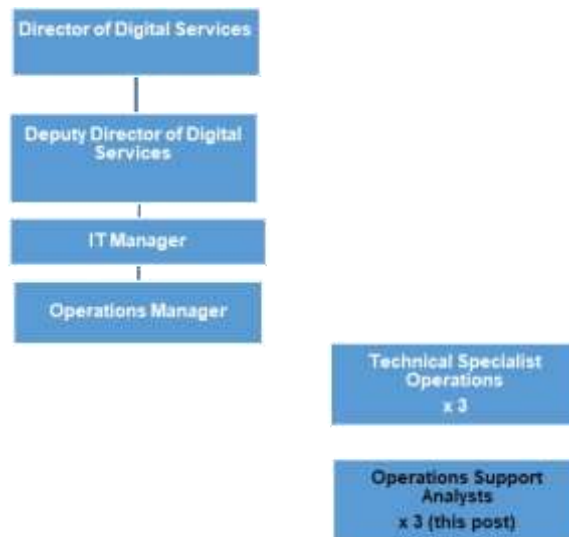 Director of Digital Services
Deputy Director of Digital
Services
IT Manager
Operations Manager
Technical Specialist
Operations
x 3
Operations Support
Analysts
x 3 (this post)